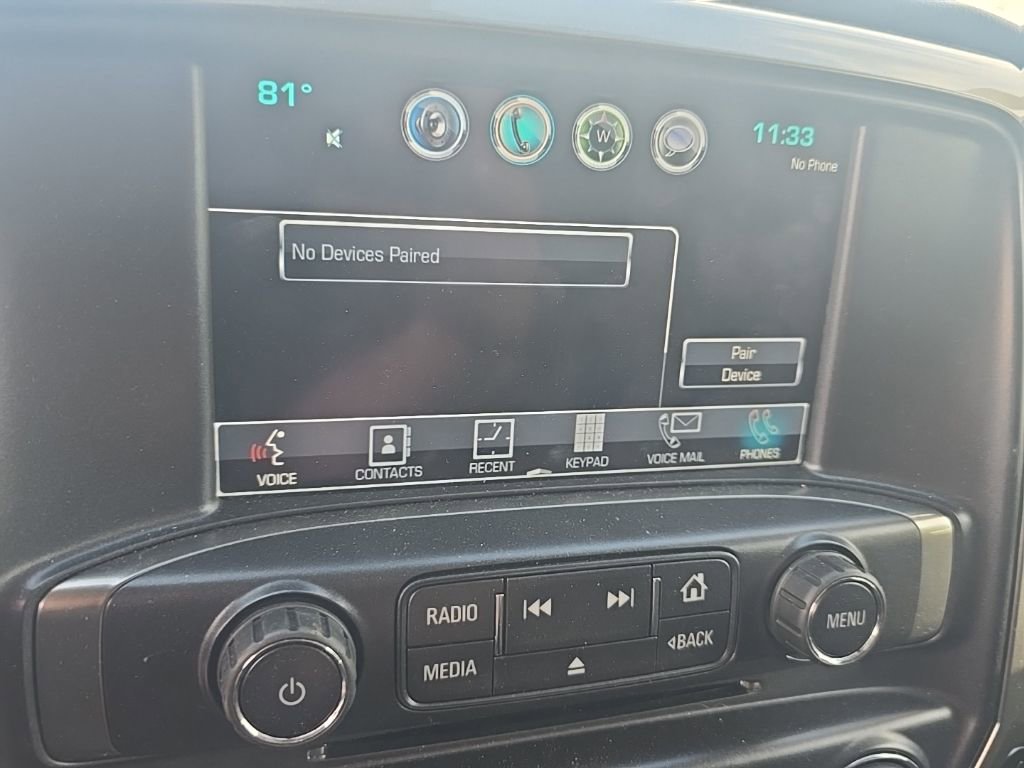 81°
W
11:33
No Phone
No Devices Paired
Pair
Device
VOICE
CONTACTS
RECENT
KEYPAD
VOICE MAIL
PHONES
RADIO
MEDIA
BACK
MENU